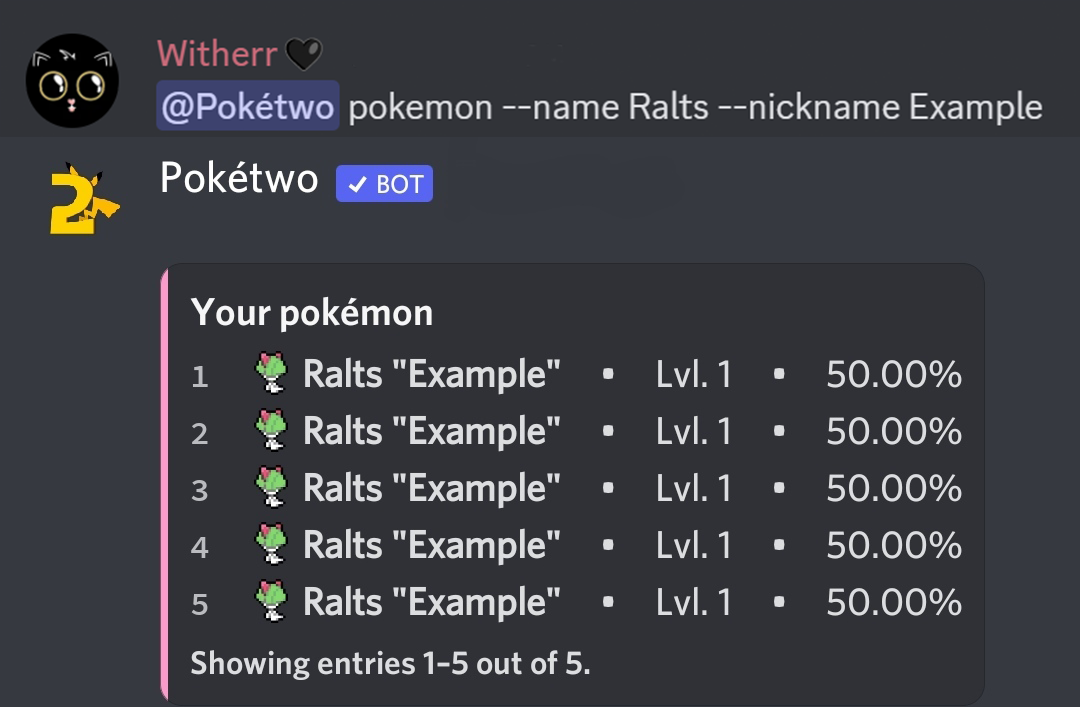 Witherr🖤
@Pokétwo pokemon --name Ralts --nickname Example
Pokétwo ✓ BOT
Your pokémon
1 Ralts "Example" • Lvl. 1 • 50.00%
2 Ralts "Example" • Lvl. 1 • 50.00%
3 Ralts "Example" • Lvl. 1 • 50.00%
4 Ralts "Example" • Lvl. 1 • 50.00%
5 Ralts "Example" • Lvl. 1 • 50.00%
Showing entries 1–5 out of 5.